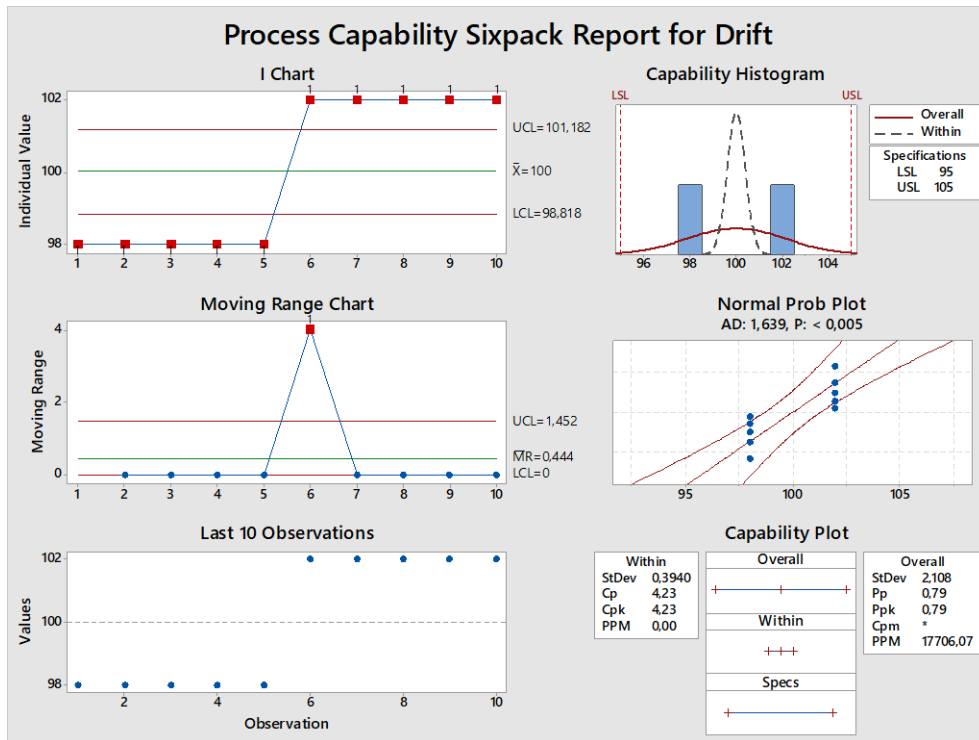 Process Capability Sixpack Report for Drift
I Chart
Individual Value
102
100
98
1 1 1 1 1
UCL=101,182
X̄=100
LCL=98,818
1 2 3 4 5 6 7 8 9 10
Capability Histogram
LSL USL
96 98 100 102 104
Overall
Within
Specifications
LSL 95
USL 105
Moving Range Chart
Moving Range
4
2
0
1
UCL=1,452
M̄R̄=0,444
LCL=0
1 2 3 4 5 6 7 8 9 10
Normal Prob Plot
AD: 1,639, P: < 0,005
95 100 105
Last 10 Observations
Values
102
100
98
2 4 6 8 10
Observation
Capability Plot
Within
StDev 0,3940
Cp 4,23
Cpk 4,23
PPM 0,00
Overall
Within
Specs
Overall
StDev 2,108
Pp 0,79
Ppk 0,79
Cpm *
PPM 17706,07